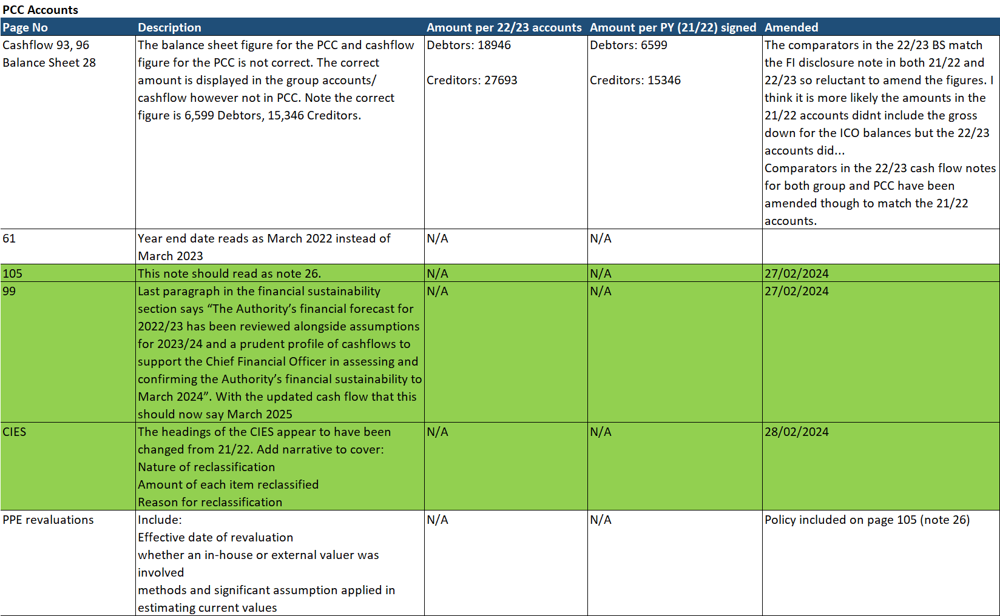 PCC Accounts
Page No Description Amount per 22/23 accounts Amount per PY (21/22) signed Amended
Cashflow 93, 96
Balance Sheet 28
The balance sheet figure for the PCC and cashflow
figure for the PCC is not correct. The correct
amount is displayed in the group accounts/
cashflow however not in PCC. Note the correct
figure is 6,599 Debtors, 15,346 Creditors.
Debtors: 18946
Creditors: 27693
Debtors: 6599
Creditors: 15346
The comparators in the 22/23 BS match
the FI disclosure note in both 21/22 and
22/23 so reluctant to amend the figures. I
think it is more likely the amounts in the
21/22 accounts didnt include the gross
down for the ICO balances but the 22/23
accounts did...
Comparators in the 22/23 cash flow notes
for both group and PCC have been
amended though to match the 21/22
accounts.
61
Year end date reads as March 2022 instead of
March 2023
N/A
N/A
105
This note should read as note 26.
N/A
N/A
27/02/2024
99
Last paragraph in the financial sustainability
section says “The Authority’s financial forecast for
2022/23 has been reviewed alongside assumptions
for 2023/24 and a prudent profile of cashflows to
support the Chief Financial Officer in assessing and
confirming the Authority’s financial sustainability to
March 2024”. With the updated cash flow that this
should now say March 2025
N/A
N/A
27/02/2024
CIES
The headings of the CIES appear to have been
changed from 21/22. Add narrative to cover:
Nature of reclassification
Amount of each item reclassified
Reason for reclassification
N/A
N/A
28/02/2024
PPE revaluations
Include:
Effective date of revaluation
whether an in-house or external valuer was
involved
methods and significant assumption applied in
estimating current values
N/A
N/A
Policy included on page 105 (note 26)